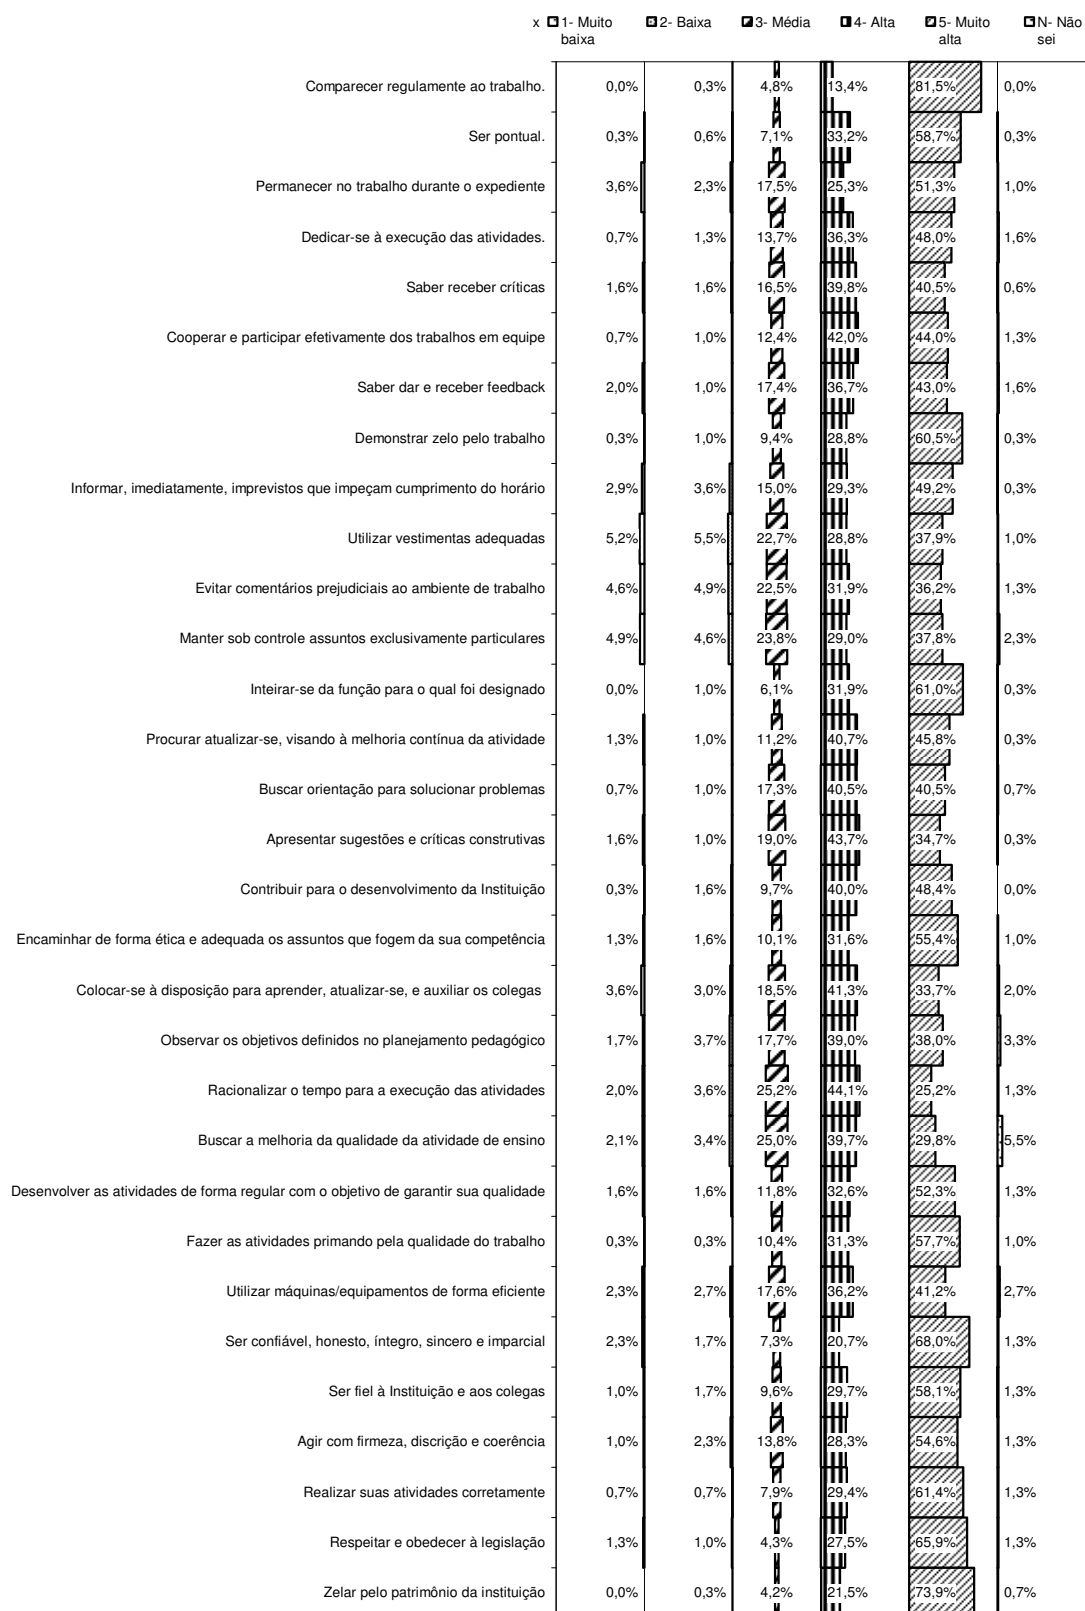 x 1- Muito baixa 2- Baixa 3- Média 4- Alta 5- Muito alta N- Não sei
Comparecer regulamente ao trabalho. 0,0% 0,3% 4,8% 13,4% 81,5% 0,0%
Ser pontual. 0,3% 0,6% 7,1% 33,2% 58,7% 0,3%
Permanecer no trabalho durante o expediente 3,6% 2,3% 17,5% 25,3% 51,3% 1,0%
Dedicar-se à execução das atividades. 0,7% 1,3% 13,7% 36,3% 48,0% 1,6%
Saber receber críticas 1,6% 1,6% 16,5% 39,8% 40,5% 0,6%
Cooperar e participar efetivamente dos trabalhos em equipe 0,7% 1,0% 12,4% 42,0% 44,0% 1,3%
Saber dar e receber feedback 2,0% 1,0% 17,4% 36,7% 43,0% 1,6%
Demonstrar zelo pelo trabalho 0,3% 1,0% 9,4% 28,8% 60,5% 0,3%
Informar, imediatamente, imprevistos que impeçam cumprimento do horário 2,9% 3,6% 15,0% 29,3% 49,2% 0,3%
Utilizar vestimentas adequadas 5,2% 5,5% 22,7% 28,8% 37,9% 1,0%
Evitar comentários prejudiciais ao ambiente de trabalho 4,6% 4,9% 22,5% 31,9% 36,2% 1,3%
Manter sob controle assuntos exclusivamente particulares 4,9% 4,6% 23,8% 29,0% 37,8% 2,3%
Inteirar-se da função para o qual foi designado 0,0% 1,0% 6,1% 31,9% 61,0% 0,3%
Procurar atualizar-se, visando à melhoria contínua da atividade 1,3% 1,0% 11,2% 40,7% 45,8% 0,3%
Buscar orientação para solucionar problemas 0,7% 1,0% 17,3% 40,5% 40,5% 0,7%
Apresentar sugestões e críticas construtivas 1,6% 1,0% 19,0% 43,7% 34,7% 0,3%
Contribuir para o desenvolvimento da Instituição 0,3% 1,6% 9,7% 40,0% 48,4% 0,0%
Encaminhar de forma ética e adequada os assuntos que fogem da sua competência 1,3% 1,6% 10,1% 31,6% 55,4% 1,0%
Colocar-se à disposição para aprender, atualizar-se, e auxiliar os colegas 3,6% 3,0% 18,5% 41,3% 33,7% 2,0%
Observar os objetivos definidos no planejamento pedagógico 1,7% 3,7% 17,7% 39,0% 38,0% 3,3%
Racionalizar o tempo para a execução das atividades 2,0% 3,6% 25,2% 44,1% 25,2% 1,3%
Buscar a melhoria da qualidade da atividade de ensino 2,1% 3,4% 25,0% 39,7% 29,8% 5,5%
Desenvolver as atividades de forma regular com o objetivo de garantir sua qualidade 1,6% 1,6% 11,8% 32,6% 52,3% 1,3%
Fazer as atividades primando pela qualidade do trabalho 0,3% 0,3% 10,4% 31,3% 57,7% 1,0%
Utilizar máquinas/equipamentos de forma eficiente 2,3% 2,7% 17,6% 36,2% 41,2% 2,7%
Ser confiável, honesto, íntegro, sincero e imparcial 2,3% 1,7% 7,3% 20,7% 68,0% 1,3%
Ser fiel à Instituição e aos colegas 1,0% 1,7% 9,6% 29,7% 58,1% 1,3%
Agir com firmeza, discrição e coerência 1,0% 2,3% 13,8% 28,3% 54,6% 1,3%
Realizar suas atividades corretamente 0,7% 0,7% 7,9% 29,4% 61,4% 1,3%
Respeitar e obedecer à legislação 1,3% 1,0% 4,3% 27,5% 65,9% 1,3%
Zelar pelo patrimônio da instituição 0,0% 0,3% 4,2% 21,5% 73,9% 0,7%